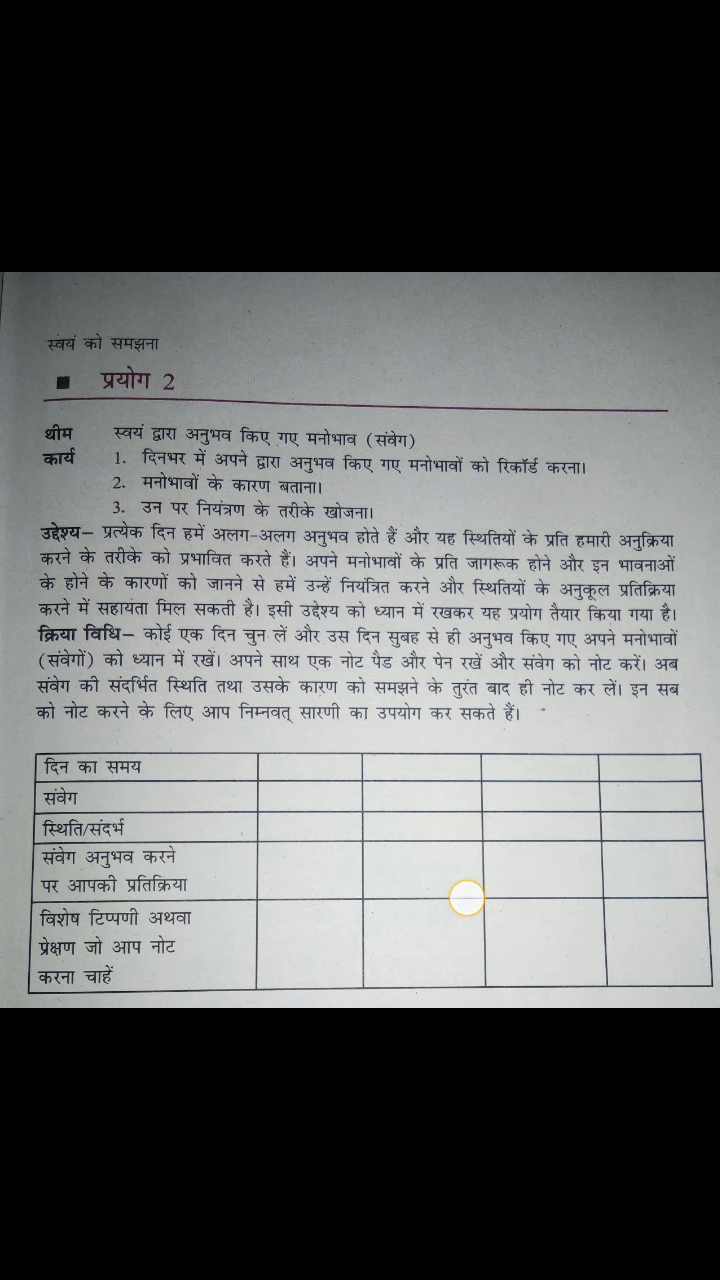 स्वयं को समझना
■ प्रयोग 2
थीम स्वयं द्वारा अनुभव किए गए मनोभाव (संवेग)
कार्य 1. दिनभर में अपने द्वारा अनुभव किए गए मनोभावों को रिकॉर्ड करना।
2. मनोभावों के कारण बताना।
3. उन पर नियंत्रण के तरीके खोजना।
उद्देश्य– प्रत्येक दिन हमें अलग-अलग अनुभव होते हैं और यह स्थितियों के प्रति हमारी अनुक्रिया
करने के तरीके को प्रभावित करते हैं। अपने मनोभावों के प्रति जागरूक होने और इन भावनाओं
के होने के कारणों को जानने से हमें उन्हें नियंत्रित करने और स्थितियों के अनुकूल प्रतिक्रिया
करने में सहायता मिल सकती है। इसी उद्देश्य को ध्यान में रखकर यह प्रयोग तैयार किया गया है।
क्रिया विधि– कोई एक दिन चुन लें और उस दिन सुबह से ही अनुभव किए गए अपने मनोभावों
(संवेगों) को ध्यान में रखें। अपने साथ एक नोट पैड और पेन रखें और संवेग को नोट करें। अब
संवेग की संदर्भित स्थिति तथा उसके कारण को समझने के तुरंत बाद ही नोट कर लें। इन सब
को नोट करने के लिए आप निम्नवत् सारणी का उपयोग कर सकते हैं।
दिन का समय
संवेग
स्थिति/संदर्भ
संवेग अनुभव करने
पर आपकी प्रतिक्रिया
विशेष टिप्पणी अथवा
प्रेक्षण जो आप नोट
करना चाहें